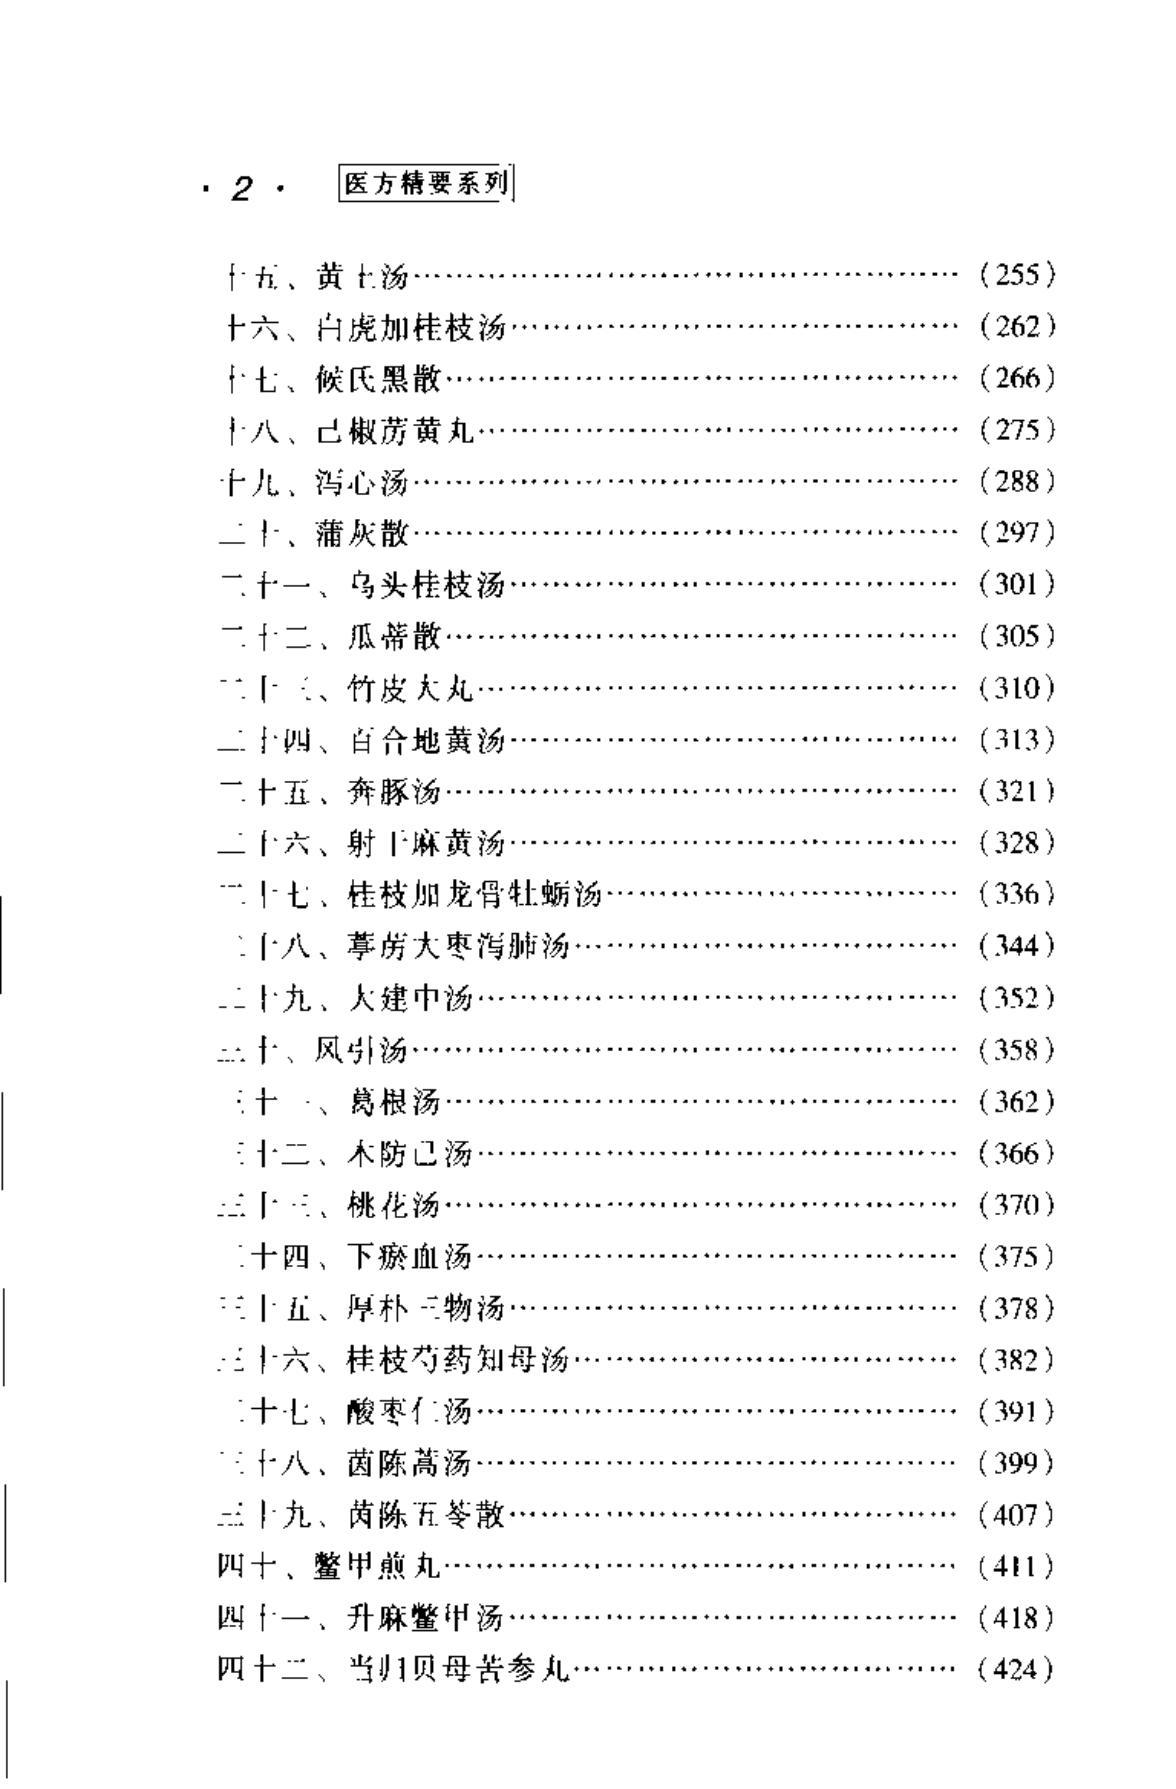 · 2 · 医方精要系列
十五、黄土汤…………(255)
十六、白虎加桂枝汤…………(262)
十七、候氏黑散…………(266)
十八、己椒苈黄丸…………(275)
十九、泻心汤…………(288)
二十、蒲灰散…………(297)
二十一、乌头桂枝汤…………(301)
二十二、瓜蒂散…………(305)
二十三、竹皮大丸…………(310)
二十四、百合地黄汤…………(313)
二十五、奔豚汤…………(321)
二十六、射干麻黄汤…………(328)
二十七、桂枝加龙骨牡蛎汤…………(336)
二十八、葶苈大枣泻肺汤…………(344)
二十九、大建中汤…………(352)
三十、风引汤…………(358)
三十一、葛根汤…………(362)
三十二、木防己汤…………(366)
三十三、桃花汤…………(370)
三十四、下瘀血汤…………(375)
三十五、厚朴三物汤…………(378)
三十六、桂枝芍药知母汤…………(382)
三十七、酸枣仁汤…………(391)
三十八、茵陈蒿汤…………(399)
三十九、茵陈五苓散…………(407)
四十、鳖甲煎丸…………(411)
四十一、升麻鳖甲汤…………(418)
四十二、当归贝母苦参丸…………(424)